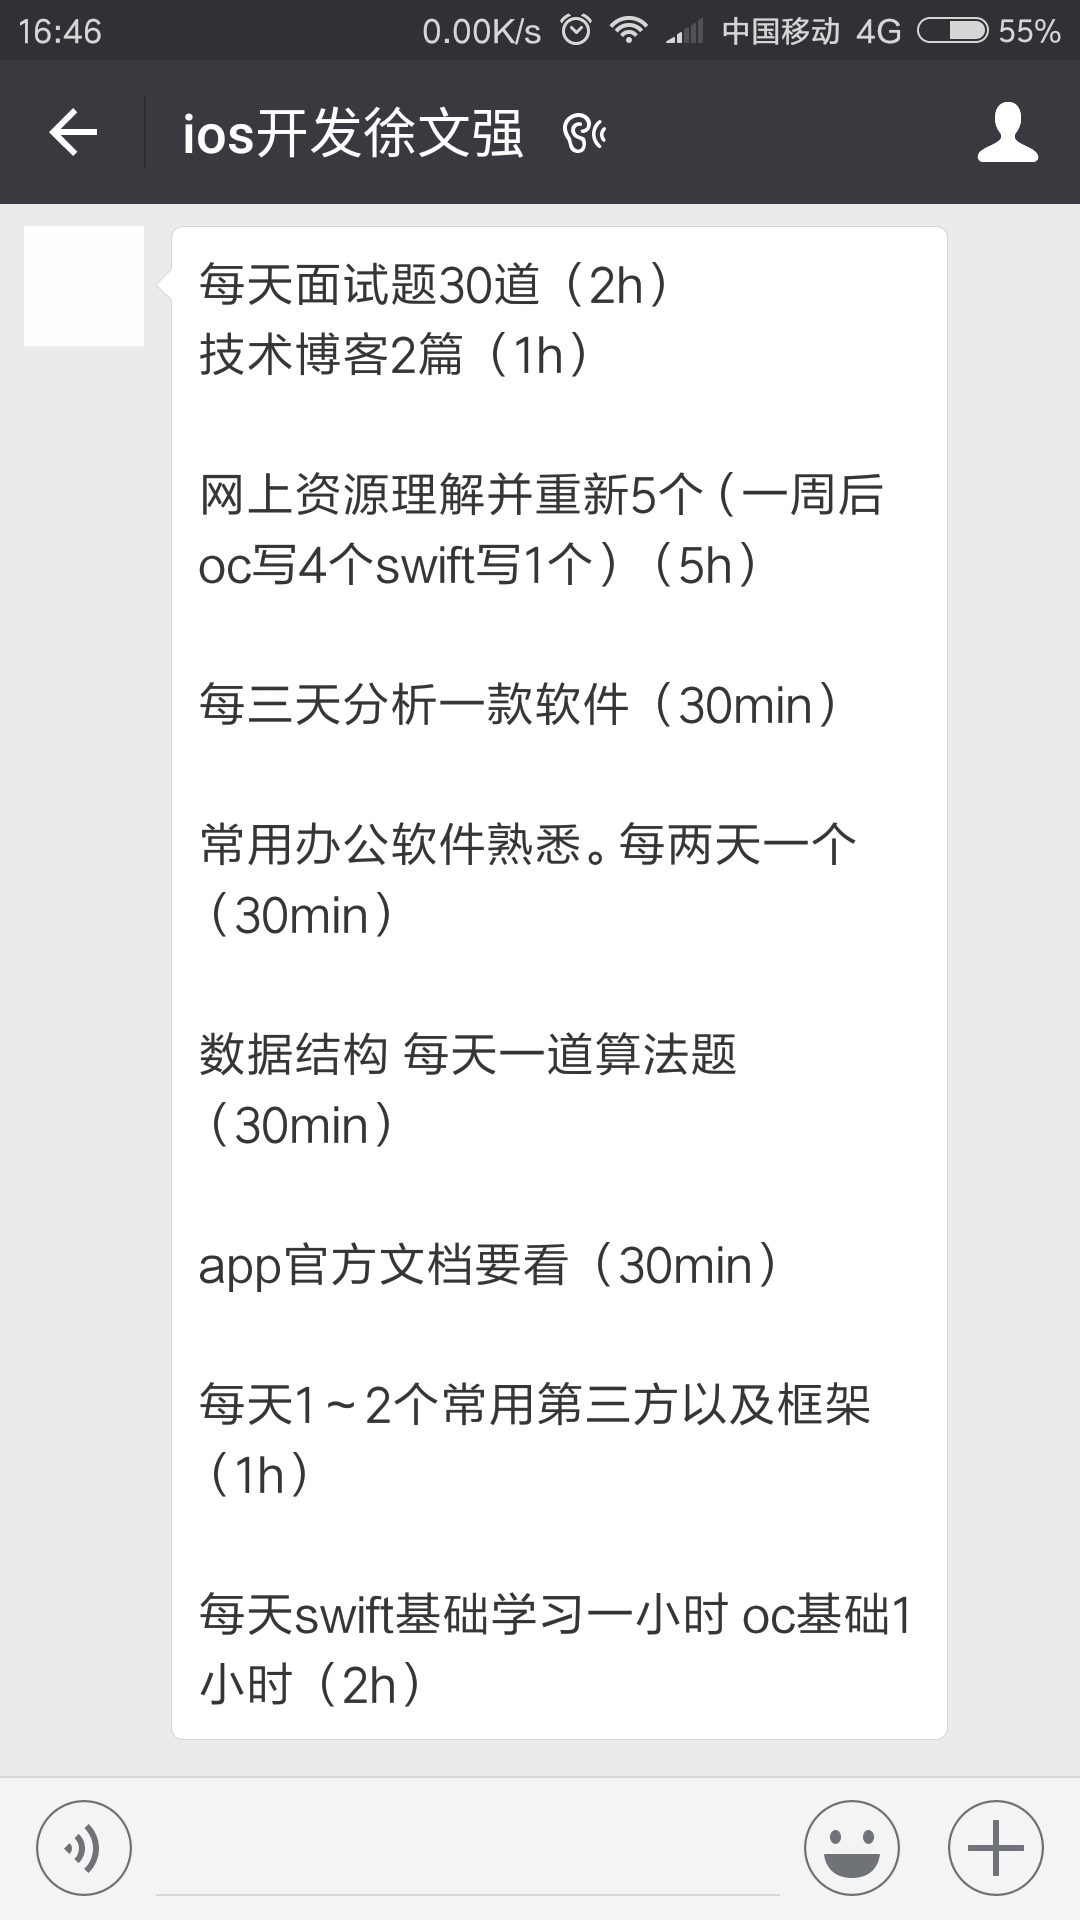 16:46 0.00K/s 中国移动 4G 55%
ios开发徐文强
每天面试题30道（2h）
技术博客2篇（1h）
网上资源理解并重新5个（一周后
oc写4个swift写1个）（5h）
每三天分析一款软件（30min）
常用办公软件熟悉。每两天一个
（30min）
数据结构 每天一道算法题
（30min）
app官方文档要看（30min）
每天1～2个常用第三方以及框架
（1h）
每天swift基础学习一小时 oc基础1
小时（2h）